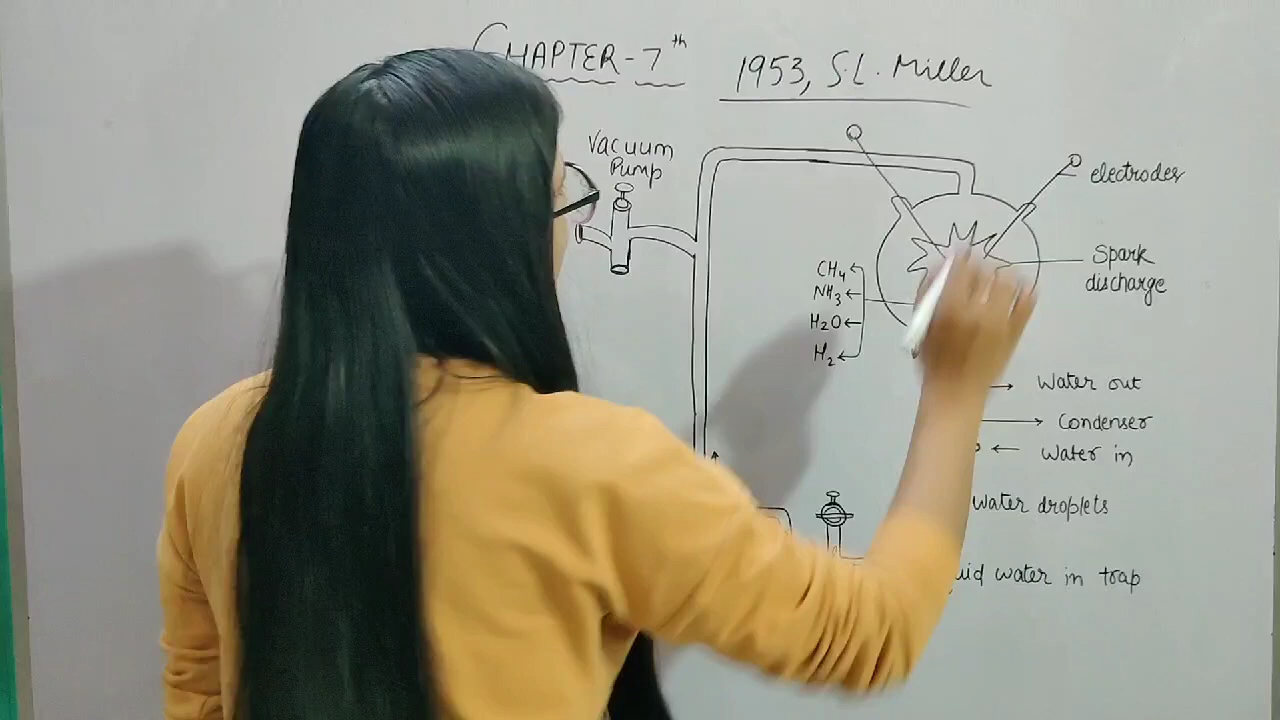 CHAPTER-7th
1953, S.L. Miller
Vacuum
Pump
electrodes
Spark
discharge
CH4
NH3
H2O
H2
Water out
Condenser
Water in
Water droplets
water in trap